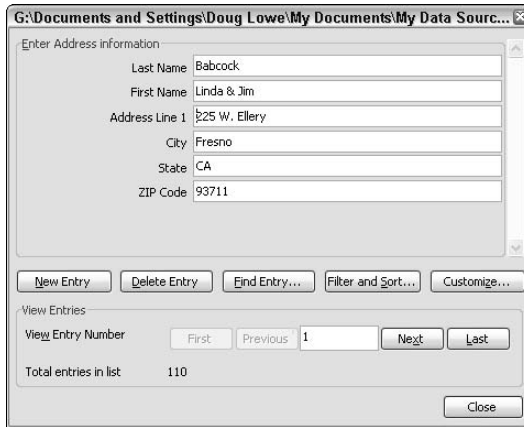 G:\Documents and Settings\Doug Lowe\My Documents\My Data Sourc...
Enter Address information
Last Name Babcock
First Name Linda & Jim
Address Line 1 225 W. Ellery
City Fresno
State CA
ZIP Code 93711
New Entry Delete Entry Find Entry... Filter and Sort... Customize...
View Entries
View Entry Number First Previous 1 Next Last
Total entries in list 110
Close